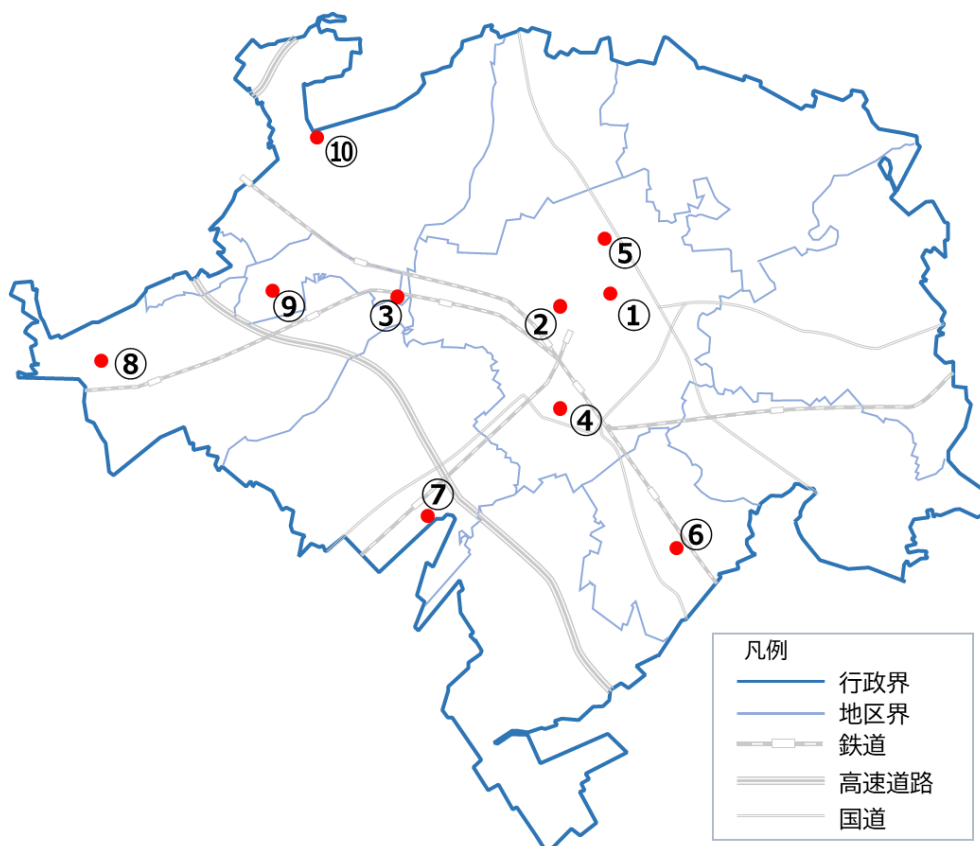 ⑩
⑤
⑨
③
②
①
⑧
④
⑦
⑥
凡例
行政界
地区界
鉄道
高速道路
国道